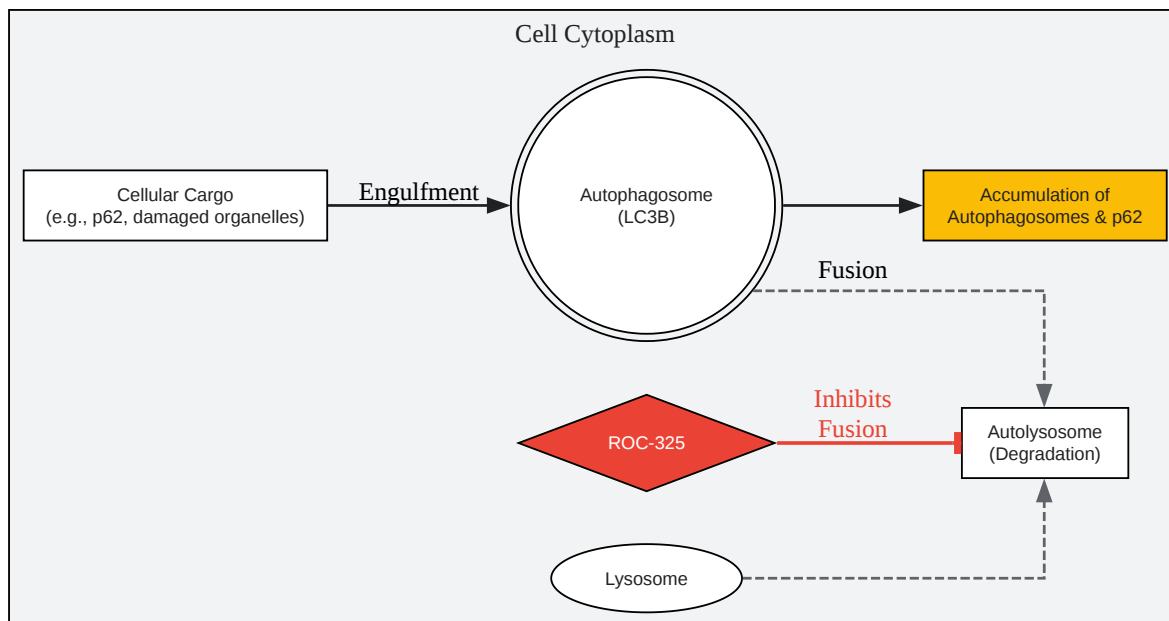 Cell Cytoplasm
Cellular Cargo
(e.g., p62, damaged organelles)
Engulfment
Autophagosome
(LC3B)
Accumulation of
Autophagosomes & p62
Fusion
Inhibits
Fusion
ROC-325
Autolysosome
(Degradation)
Lysosome